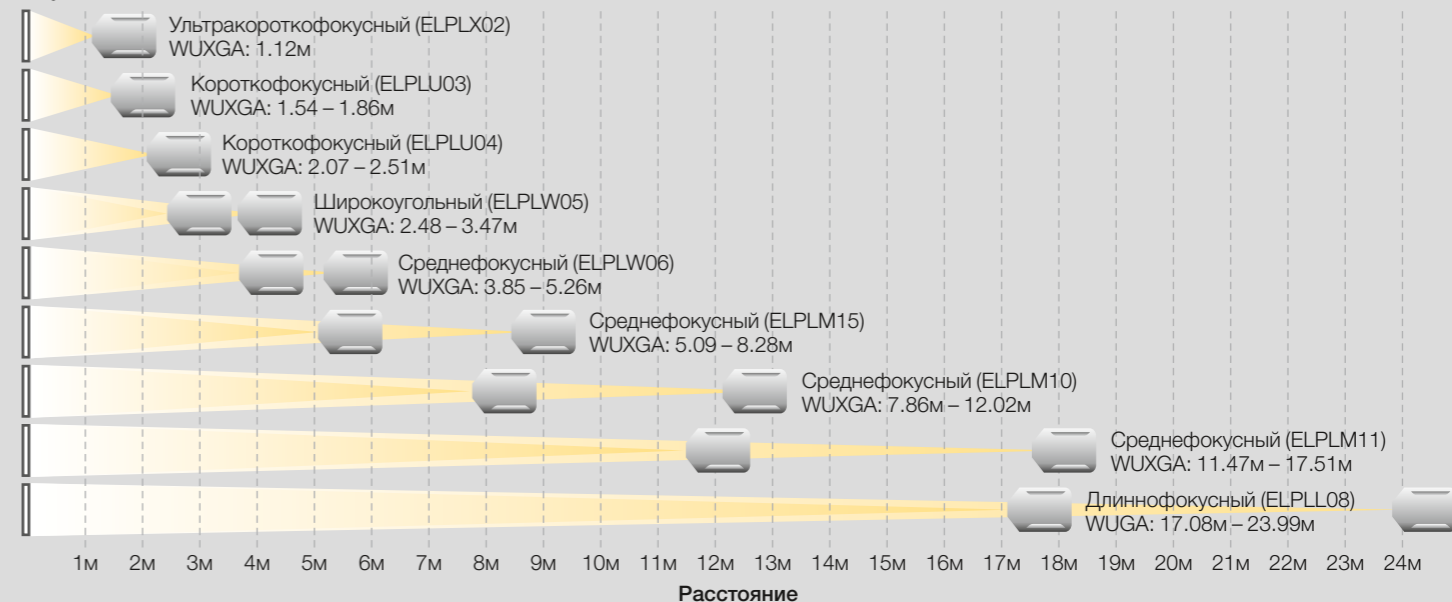 Ультракороткофокусный (ELPLX02)
WUXGA: 1.12м
Короткофокусный (ELPLU03)
WUXGA: 1.54 – 1.86м
Короткофокусный (ELPLU04)
WUXGA: 2.07 – 2.51м
Широкоугольный (ELPLW05)
WUXGA: 2.48 – 3.47м
Среднефокусный (ELPLW06)
WUXGA: 3.85 – 5.26м
Среднефокусный (ELPLM15)
WUXGA: 5.09 – 8.28м
Среднефокусный (ELPLM10)
WUXGA: 7.86м – 12.02м
Среднефокусный (ELPLM11)
WUXGA: 11.47м – 17.51м
Длиннофокусный (ELPLL08)
WUGA: 17.08м – 23.99м
1м 2м 3м 4м 5м 6м 7м 8м 9м 10м 11м 12м 13м 14м 15м 16м 17м 18м 19м 20м 21м 22м 23м 24м
Расстояние